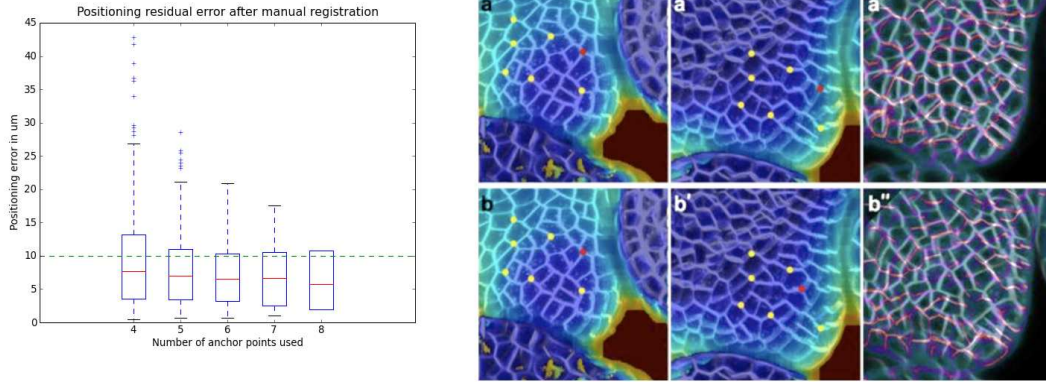 Positioning residual error after manual registration
45
40
35
30
25
20
15
10
5
0
Positioning error in um
4 5 6 7 8
Number of anchor points used
a a' a
b b' b"